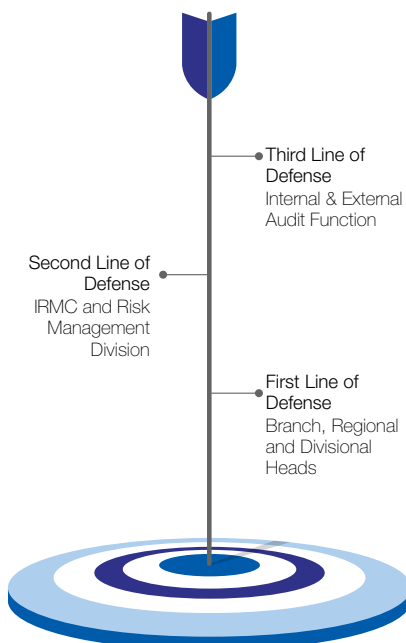 Third Line of
Defense
Internal & External
Audit Function
Second Line of
Defense
IRMC and Risk
Management
Division
First Line of
Defense
Branch, Regional
and Divisional
Heads